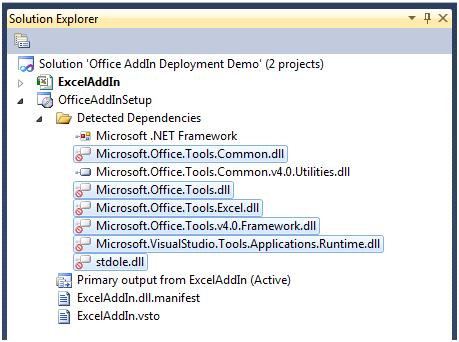 Solution Explorer
Solution 'Office AddIn Deployment Demo' (2 projects)
ExcelAddIn
OfficeAddInSetup
Detected Dependencies
Microsoft .NET Framework
Microsoft.Office.Tools.Common.dll
Microsoft.Office.Tools.Common.v4.0.Utilities.dll
Microsoft.Office.Tools.dll
Microsoft.Office.Tools.Excel.dll
Microsoft.Office.Tools.v4.0.Framework.dll
Microsoft.VisualStudio.Tools.Applications.Runtime.dll
stdole.dll
Primary output from ExcelAddIn (Active)
ExcelAddIn.dll.manifest
ExcelAddIn.vsto